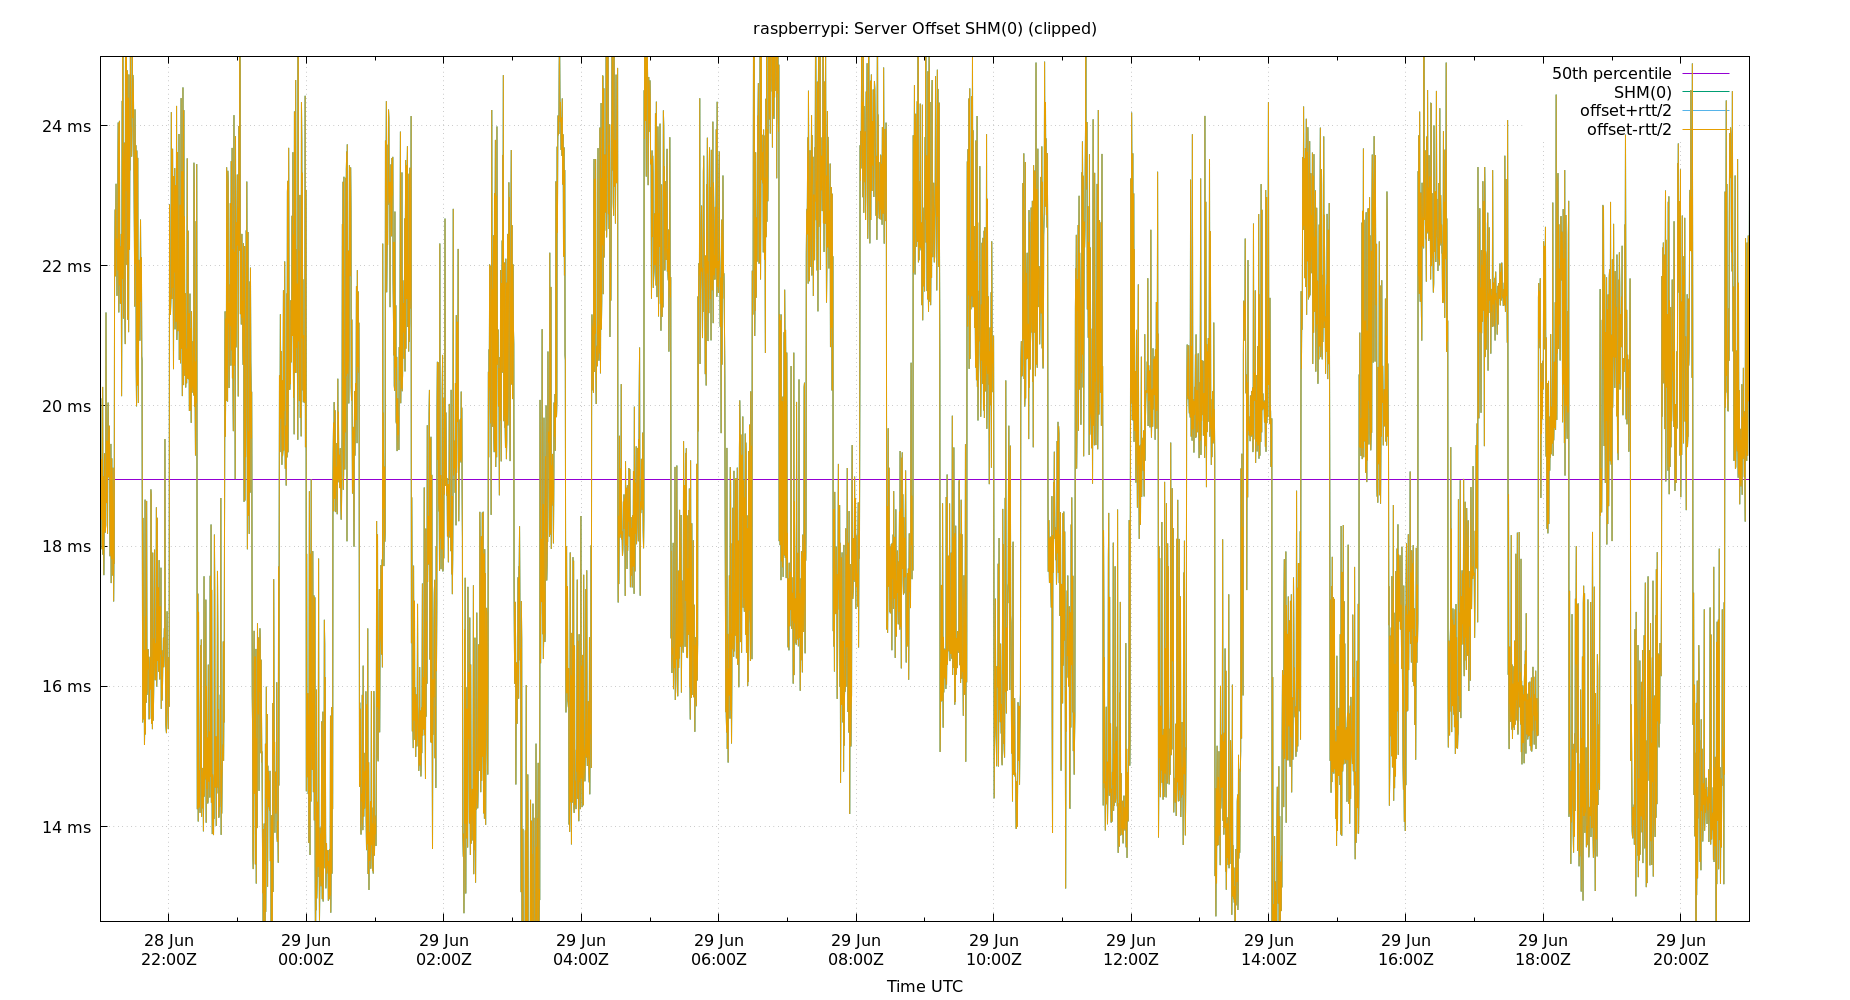 raspberrypi: Server Offset SHM(0) (clipped)
50th percentile
SHM(0)
offset+rtt/2
offset-rtt/2
24 ms
22 ms
20 ms
18 ms
16 ms
14 ms
28 Jun 29 Jun 29 Jun 29 Jun 29 Jun 29 Jun 29 Jun 29 Jun 29 Jun 29 Jun 29 Jun 29 Jun
22:00Z 00:00Z 02:00Z 04:00Z 06:00Z 08:00Z 10:00Z 12:00Z 14:00Z 16:00Z 18:00Z 20:00Z
Time UTC